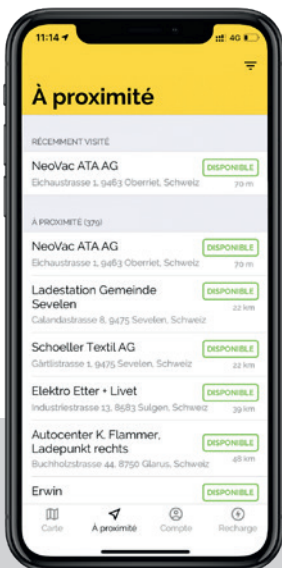 11:14
4G
À proximité
RÉCEMMENT VISITÉ
NeoVac ATA AG
DISPONIBLE
Eichaustrasse 1, 9463 Oberriet, Schweiz
70 m
À PROXIMITÉ (379)
NeoVac ATA AG
DISPONIBLE
Eichaustrasse 1, 9463 Oberriet, Schweiz
70 m
Ladestation Gemeinde
Sevelen
DISPONIBLE
Calandastrasse 8, 9475 Sevelen, Schweiz
22 km
Schoeller Textil AG
DISPONIBLE
Gärtlistrasse 1, 9475 Sevelen, Schweiz
22 km
Elektro Etter + Livet
DISPONIBLE
Industriestrasse 13, 8583 Sulgen, Schweiz
39 km
Autocenter K. Flammer,
Ladepunkt rechts
DISPONIBLE
Buchholzstrasse 44, 8750 Glarus, Schweiz
48 km
Erwin
DISPONIBLE
Carte
À proximité
Compte
Recharge